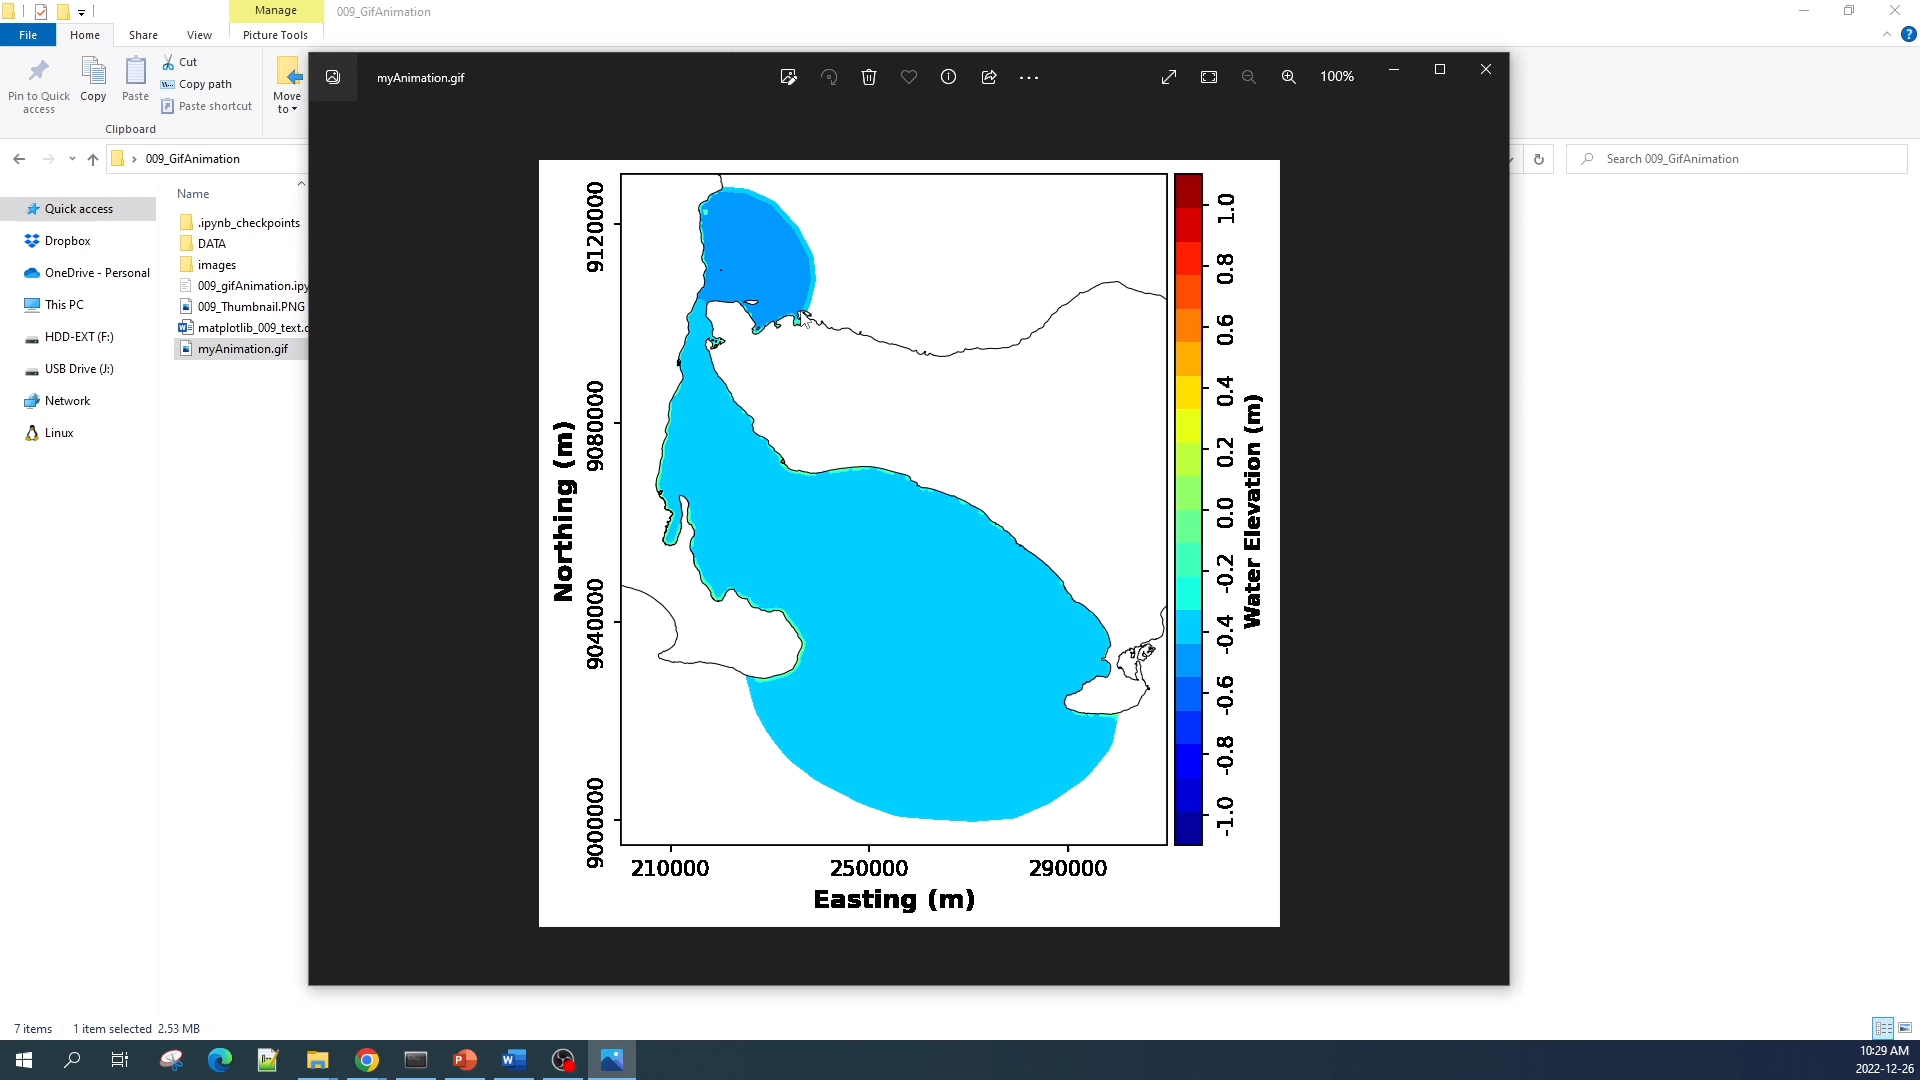 Manage
009_GifAnimation
File
Home
Share
View
Picture Tools
Pin to Quick
access
Copy
Paste
Cut
Copy path
Paste shortcut
Move
to
Clipboard
myAnimation.gif
100%
009_GifAnimation
Search 009_GifAnimation
Name
Quick access
Dropbox
OneDrive - Personal
This PC
HDD-EXT (F:)
USB Drive (J:)
Network
Linux
.ipynb_checkpoints
DATA
images
009_gifAnimation.ipy
009_Thumbnail.PNG
matplotlib_009_text.d
myAnimation.gif
Northing (m)
9120000
9080000
9040000
9000000
210000
250000
290000
Easting (m)
1.0
0.8
0.6
0.4
0.2
0.0
-0.2
-0.4
-0.6
-0.8
-1.0
Water Elevation (m)
7 items
1 item selected 2.53 MB
10:29 AM
2022-12-26